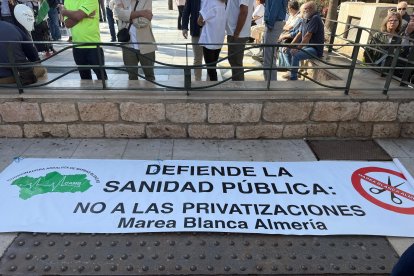 DEFIENDE LA
SANIDAD PÚBLICA:
NO A LAS PRIVATIZACIONES
Marea Blanca Almería